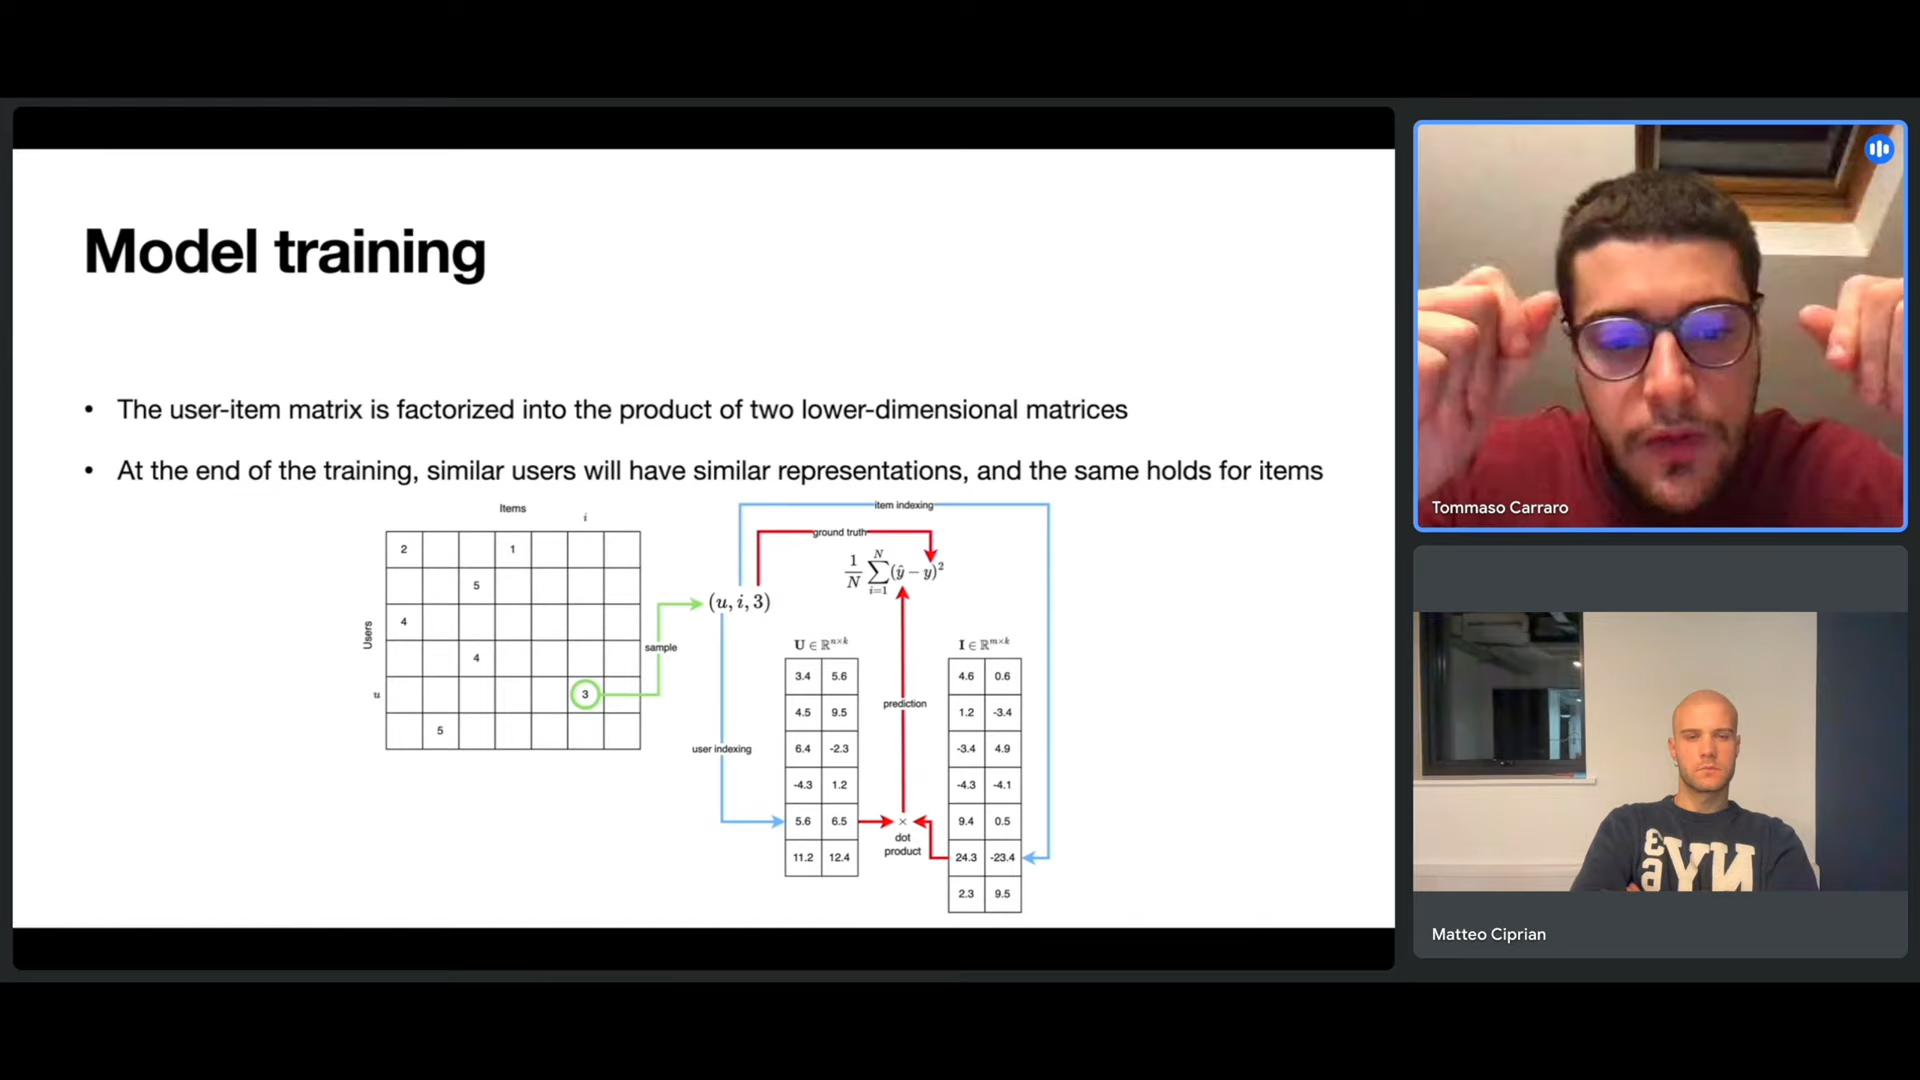 Model training
• The user-item matrix is factorized into the product of two lower-dimensional matrices
• At the end of the training, similar users will have similar representations, and the same holds for items
Items
i
item indexing
ground truth
2 1
5
4
4
3
5
Users
u
sample
(u, i, 3)
1/N ∑_{i=1}^{N} (ŷ − y)²
user indexing
U ∈ ℝ^{n×k}
3.4 5.6
4.5 9.5
6.4 -2.3
-4.3 1.2
5.6 6.5
11.2 12.4
prediction
×
dot
product
I ∈ ℝ^{m×k}
4.6 0.6
1.2 -3.4
-3.4 4.9
-4.3 -4.1
9.4 0.5
24.3 -23.4
2.3 9.5
Tommaso Carraro
Matteo Ciprian